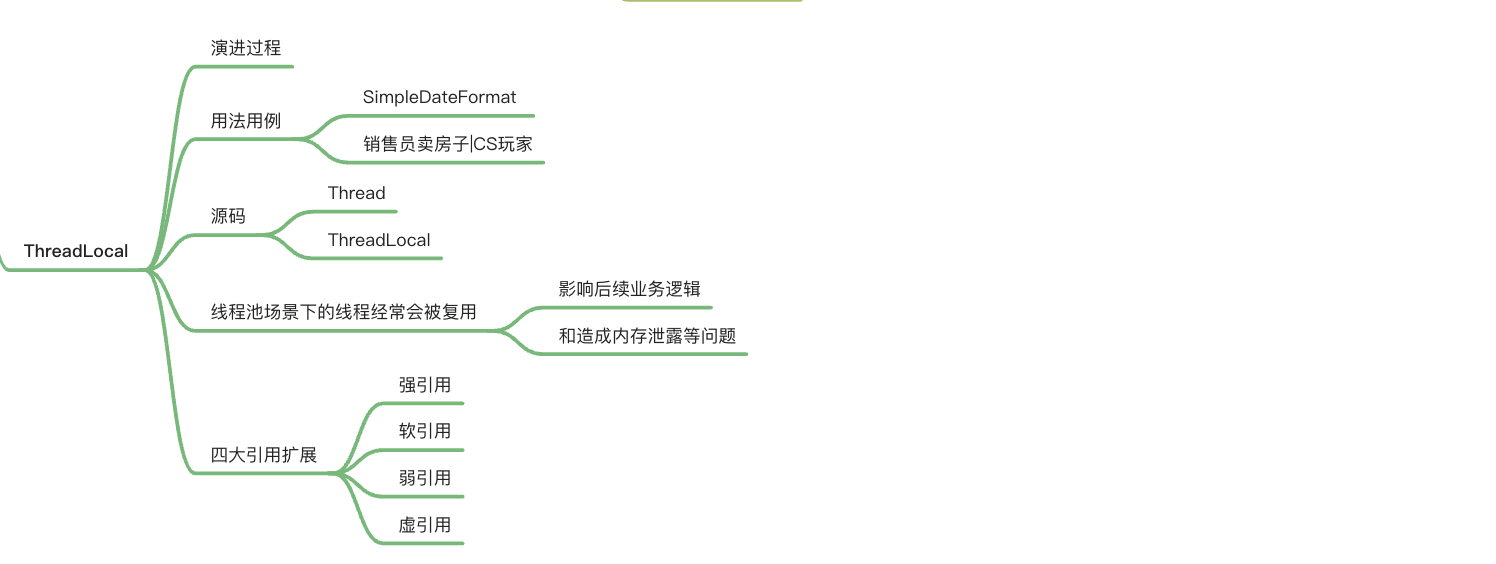 演进过程
SimpleDateFormat
用法用例
销售员卖房子|CS玩家
Thread
源码
ThreadLocal
ThreadLocal
影响后续业务逻辑
线程池场景下的线程经常会被复用
和造成内存泄露等问题
强引用
软引用
四大引用扩展
弱引用
虚引用